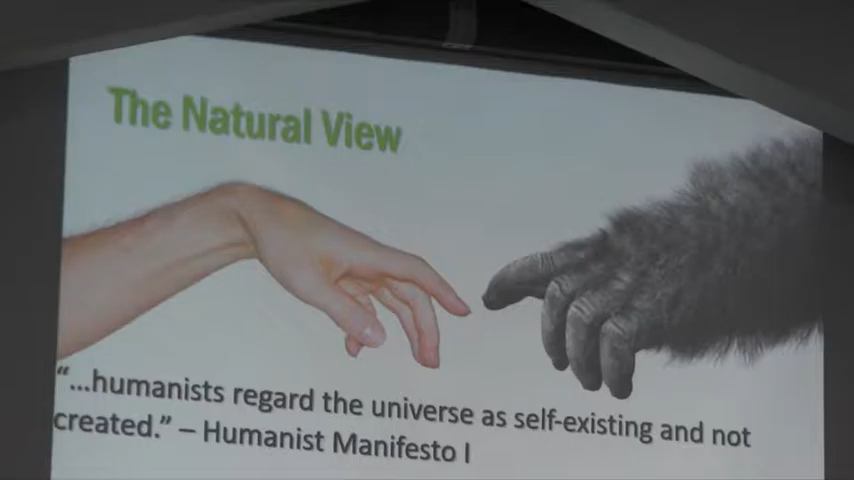 The Natural View
“...humanists regard the universe as self-existing and not
created.” – Humanist Manifesto I